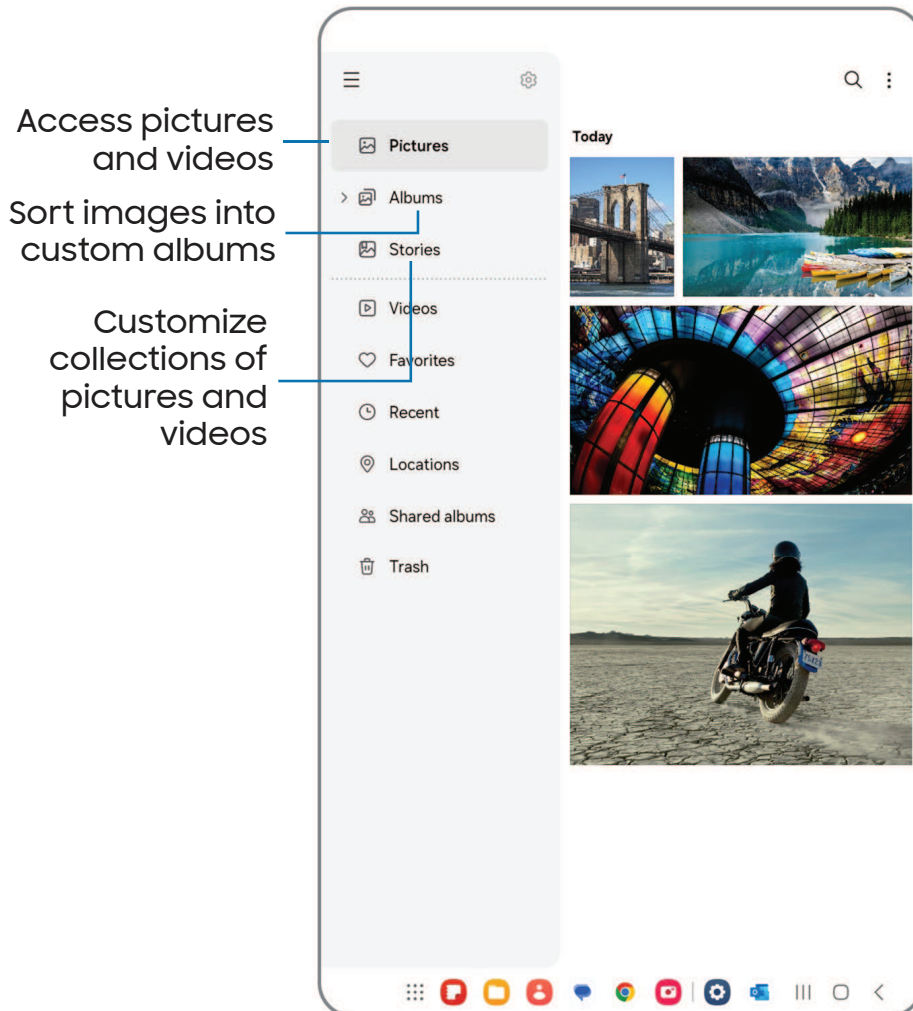 Access pictures
and videos
Sort images into
custom albums
Customize
collections of
pictures and
videos
Pictures
Albums
Stories
Videos
Favorites
Recent
Locations
Shared albums
Trash
Today